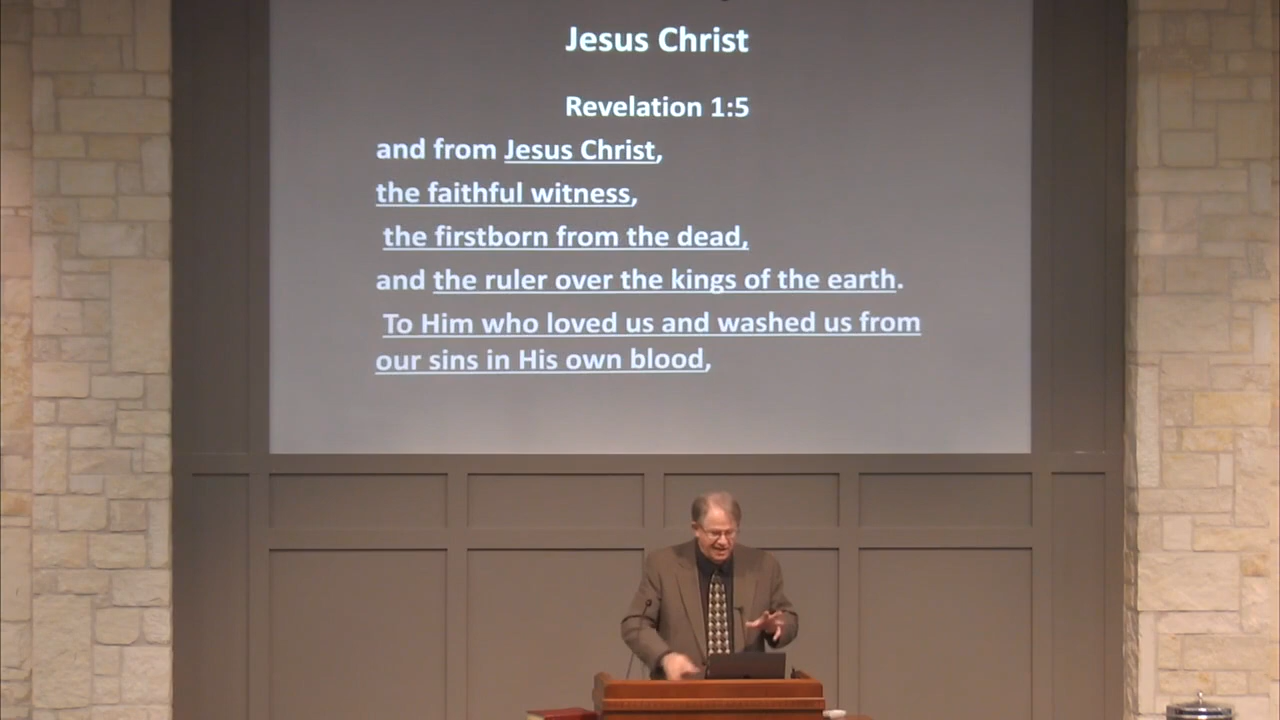 Jesus Christ
Revelation 1:5
and from Jesus Christ,
the faithful witness,
the firstborn from the dead,
and the ruler over the kings of the earth.
To Him who loved us and washed us from
our sins in His own blood,